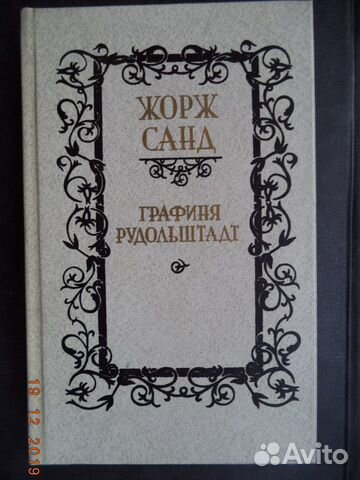 ЖОРЖ
САНД
ГРАФИНЯ
РУДОЛЬШТАДТ
18 12 2019
Avito